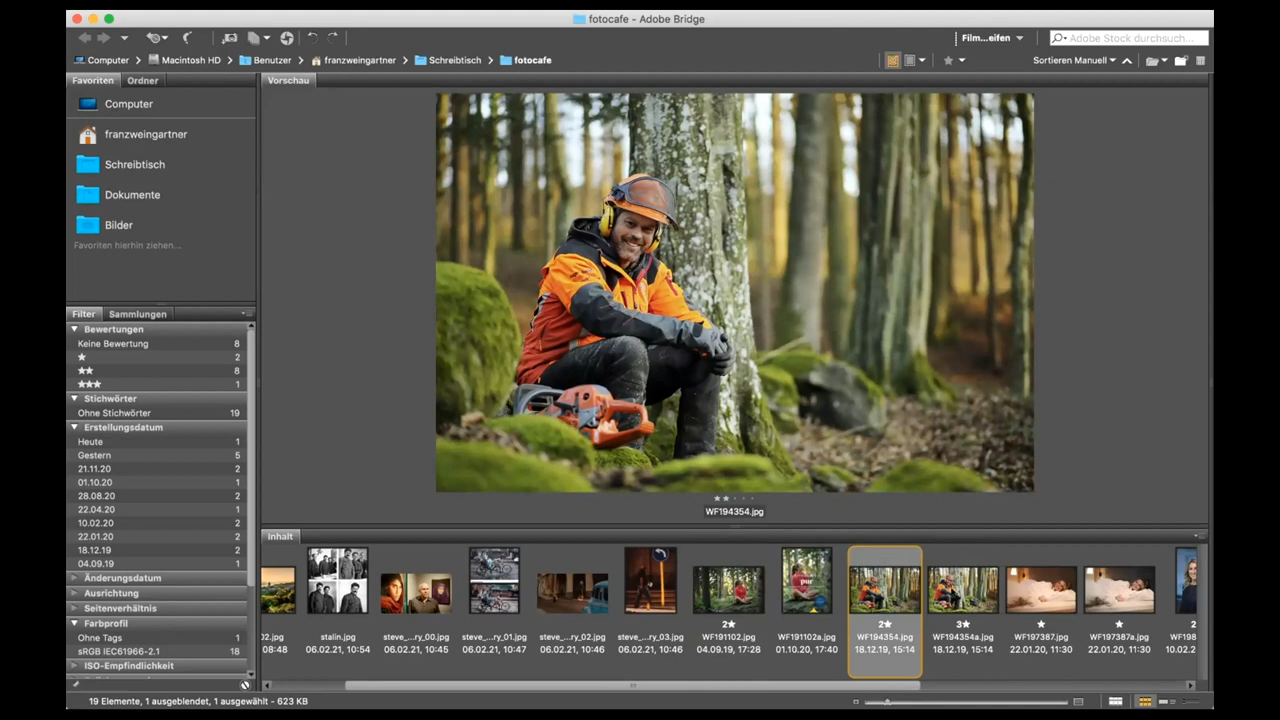 fotocafe - Adobe Bridge
Film...eifen
Adobe Stock durchsuch...
Computer
Macintosh HD
Benutzer
franzweingartner
Schreibtisch
fotocafe
Sortieren Manuell
Favoriten
Ordner
Vorschau
Computer
franzweingartner
Schreibtisch
Dokumente
Bilder
Favoriten hierhin ziehen...
Filter
Sammlungen
Bewertungen
Keine Bewertung 8
★ 2
★★ 8
★★★ 1
Stichwörter
Ohne Stichwörter 19
Erstellungsdatum
Heute 1
Gestern 5
21.11.20 2
01.10.20 1
28.08.20 2
22.04.20 1
10.02.20 2
22.01.20 2
18.12.19 2
04.09.19 1
Änderungsdatum
Ausrichtung
Seitenverhältnis
Farbprofil
Ohne Tags 1
sRGB IEC61966-2.1 18
ISO-Empfindlichkeit
WF194354.jpg
Inhalt
pur
2★
2★
3★
★
★
2
02.jpg
stalin.jpg
steve_...ry_00.jpg
steve_...ry_01.jpg
steve_...ry_02.jpg
steve_...ry_03.jpg
WF191102.jpg
WF191102a.jpg
WF194354.jpg
WF194354a.jpg
WF197387.jpg
WF197387a.jpg
WF198
08:48
06.02.21, 10:54
06.02.21, 10:45
06.02.21, 10:47
06.02.21, 10:46
06.02.21, 10:46
04.09.19, 17:28
01.10.20, 17:40
18.12.19, 15:14
18.12.19, 15:14
22.01.20, 11:30
22.01.20, 11:30
10.02.2
19 Elemente, 1 ausgeblendet, 1 ausgewählt - 623 KB